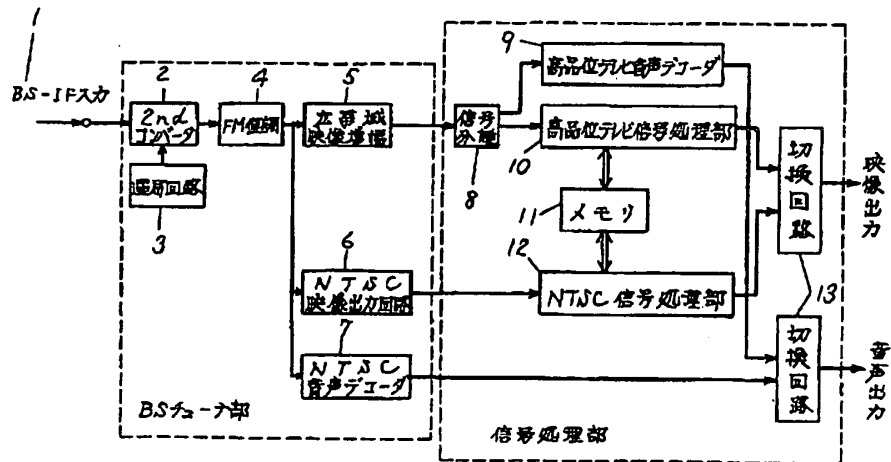 1
BS-IF入力
2
2nd
コンバータ
選局回路
3
4
FM復調
5
広帯域
映像増幅
6
NTSC
映像出力回路
7
NTSC
音声デコーダ
BSチューナ部
信号
分離
8
9
高品位テレビ音声デコーダ
高品位テレビ信号処理部
10
メモリ
11
12
NTSC信号処理部
切換回路
13
切換回路
映像出力
音声出力
信号処理部